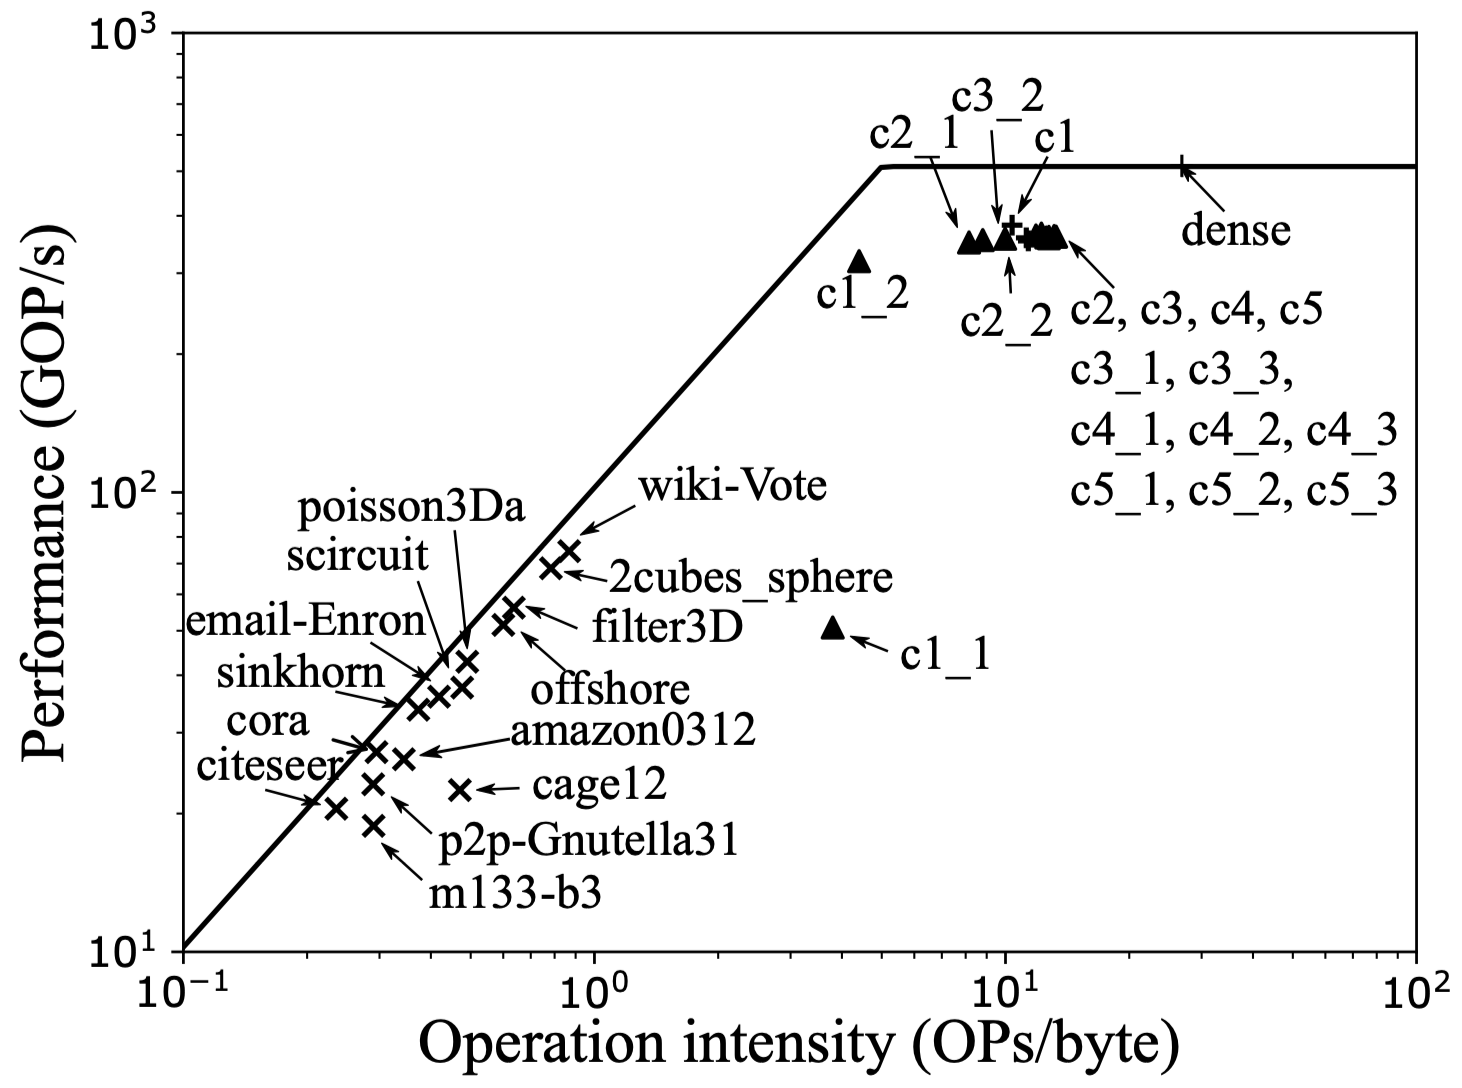 10³
c3_2
c2_1
c1
dense
c1_2
c2_2
c2, c3, c4, c5
c3_1, c3_3,
c4_1, c4_2, c4_3
c5_1, c5_2, c5_3
Performance (GOP/s)
10²
wiki-Vote
poisson3Da
scircuit
2cubes_sphere
email-Enron
filter3D
c1_1
sinkhorn
offshore
cora
amazon0312
citeseer
cage12
p2p-Gnutella31
m133-b3
10¹
10⁻¹
10⁰
10¹
10²
Operation intensity (OPs/byte)